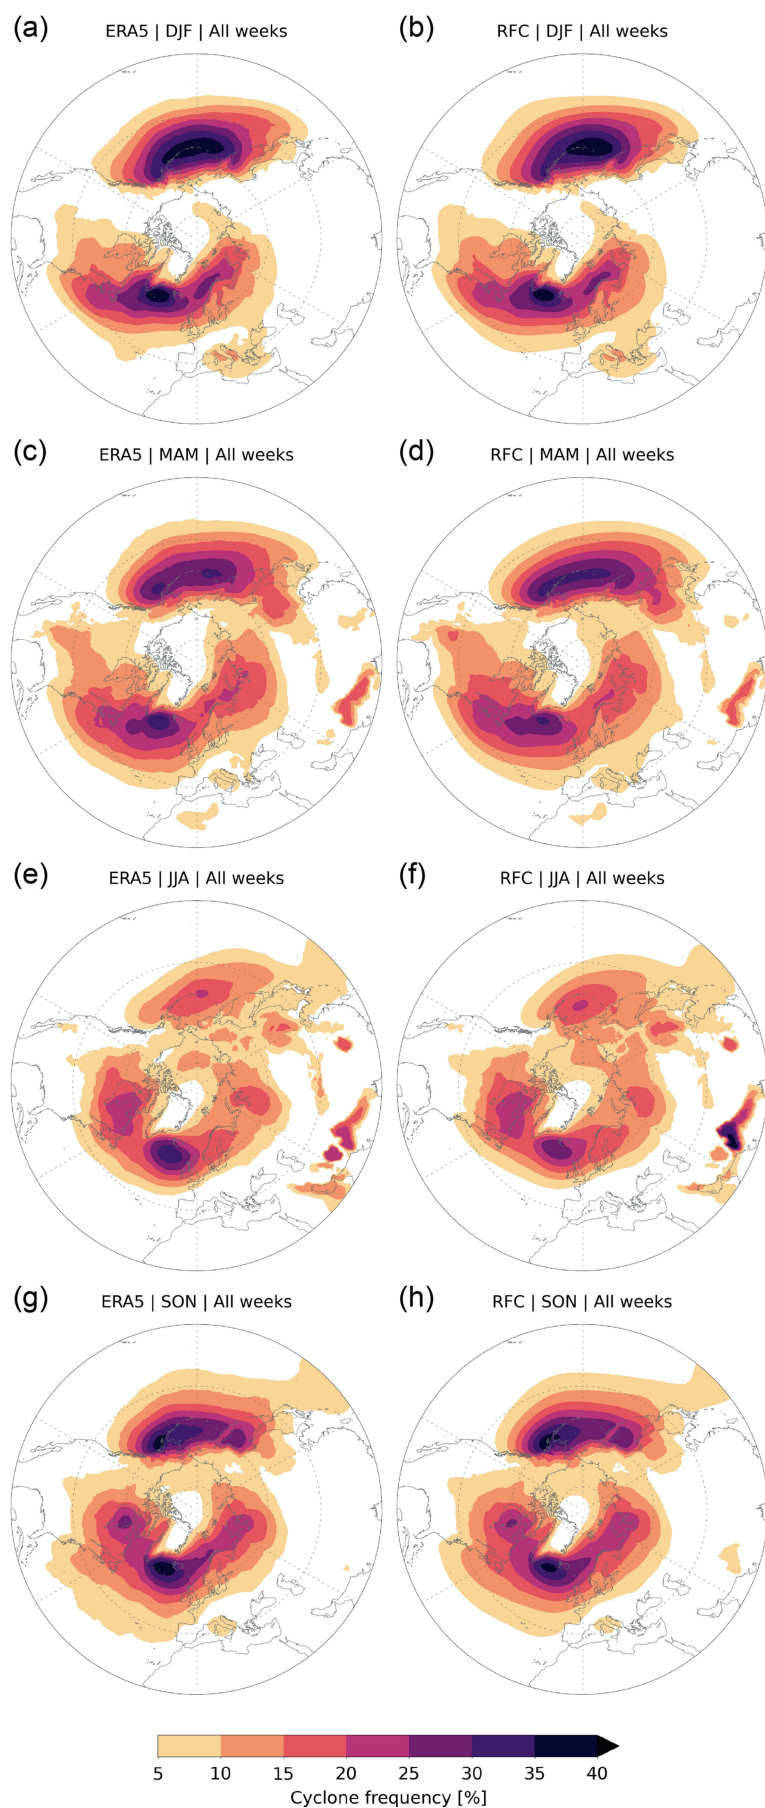 (a) ERA5 | DJF | All weeks
(b) RFC | DJF | All weeks
(c) ERA5 | MAM | All weeks
(d) RFC | MAM | All weeks
(e) ERA5 | JJA | All weeks
(f) RFC | JJA | All weeks
(g) ERA5 | SON | All weeks
(h) RFC | SON | All weeks
5 10 15 20 25 30 35 40
Cyclone frequency [%]